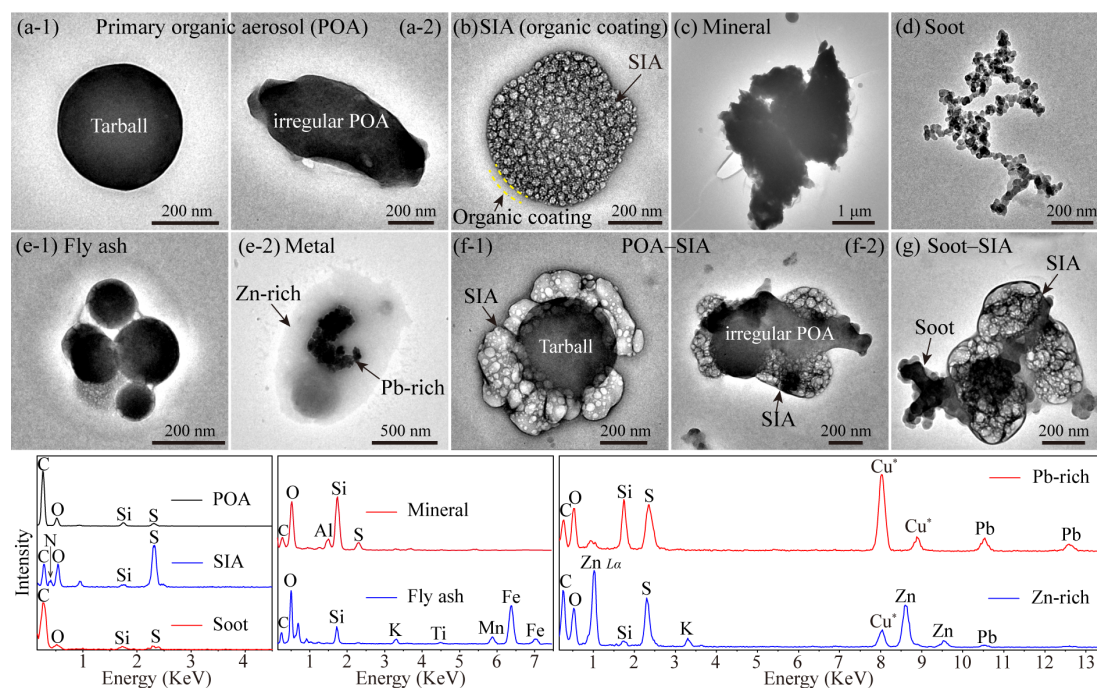 (a-1) Primary organic aerosol (POA) (a-2)
Tarball
200 nm
irregular POA
200 nm
(b) SIA (organic coating)
SIA
Organic coating
200 nm
(c) Mineral
1 μm
(d) Soot
200 nm
(e-1) Fly ash
200 nm
(e-2) Metal
Zn-rich
Pb-rich
500 nm
(f-1) POA–SIA (f-2)
SIA
Tarball
200 nm
irregular POA
SIA
200 nm
(g) Soot–SIA
SIA
Soot
200 nm
Intensity
C
O
Si
S
POA
C
N
O
Si
S
SIA
C
O
Si
S
Soot
1 2 3 4
Energy (KeV)
C
O
Al
Si
S
Mineral
C
O
Si
K
Ti
Mn
Fe
Fe
Fly ash
1 2 3 4 5 6 7
Energy (KeV)
C
O
Si
S
Cu*
Cu*
Pb
Pb
Pb-rich
C
O
Zn Lα
Si
S
K
Cu*
Zn
Zn
Pb
Zn-rich
1 2 3 4 5 6 7 8 9 10 11 12 13
Energy (KeV)